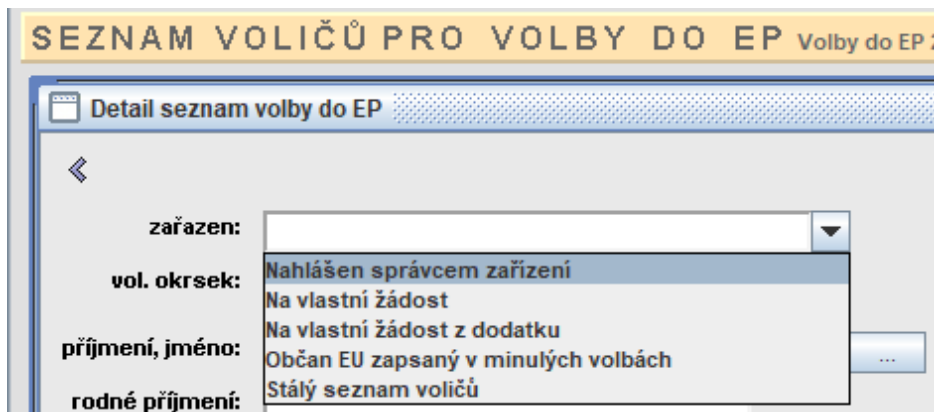 SEZNAM VOLIČŮ PRO VOLBY DO EP Volby do EP
Detail seznam volby do EP
zařazen:
Nahlášen správcem zařízení
vol. okrsek:
Na vlastní žádost
Na vlastní žádost z dodatku
příjmení, jméno:
Občan EU zapsaný v minulých volbách
...
Stálý seznam voličů
rodné příjmení: